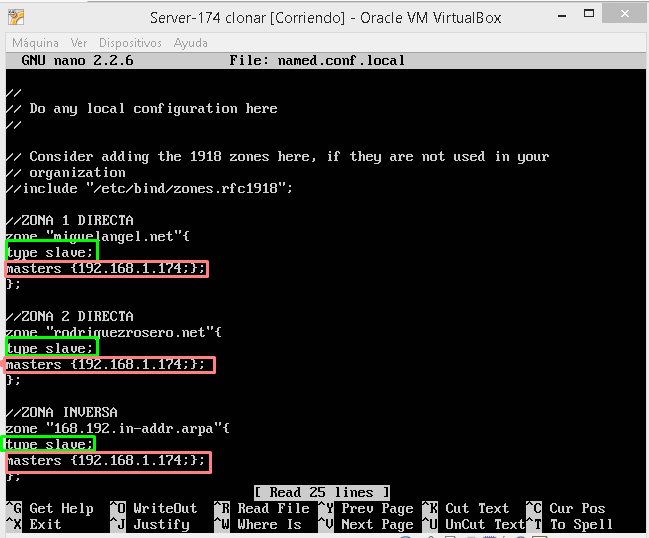 Server-174 clonar [Corriendo] - Oracle VM VirtualBox
Máquina Ver Dispositivos Ayuda
GNU nano 2.2.6 File: named.conf.local
//
// Do any local configuration here
//
// Consider adding the 1918 zones here, if they are not used in your
// organization
//include "/etc/bind/zones.rfc1918";
//ZONA 1 DIRECTA
zone "miguelangel.net"{
type slave;
masters {192.168.1.174;};
};
//ZONA 2 DIRECTA
zone "rodriguezrosero.net"{
type slave;
masters {192.168.1.174;};
};
//ZONA INVERSA
zone "168.192.in-addr.arpa"{
type slave;
masters {192.168.1.174;};
};
[ Read 25 lines ]
^G Get Help ^O WriteOut ^R Read File ^Y Prev Page ^K Cut Text ^C Cur Pos
^X Exit ^J Justify ^W Where Is ^V Next Page ^U UnCut Text ^T To Spell